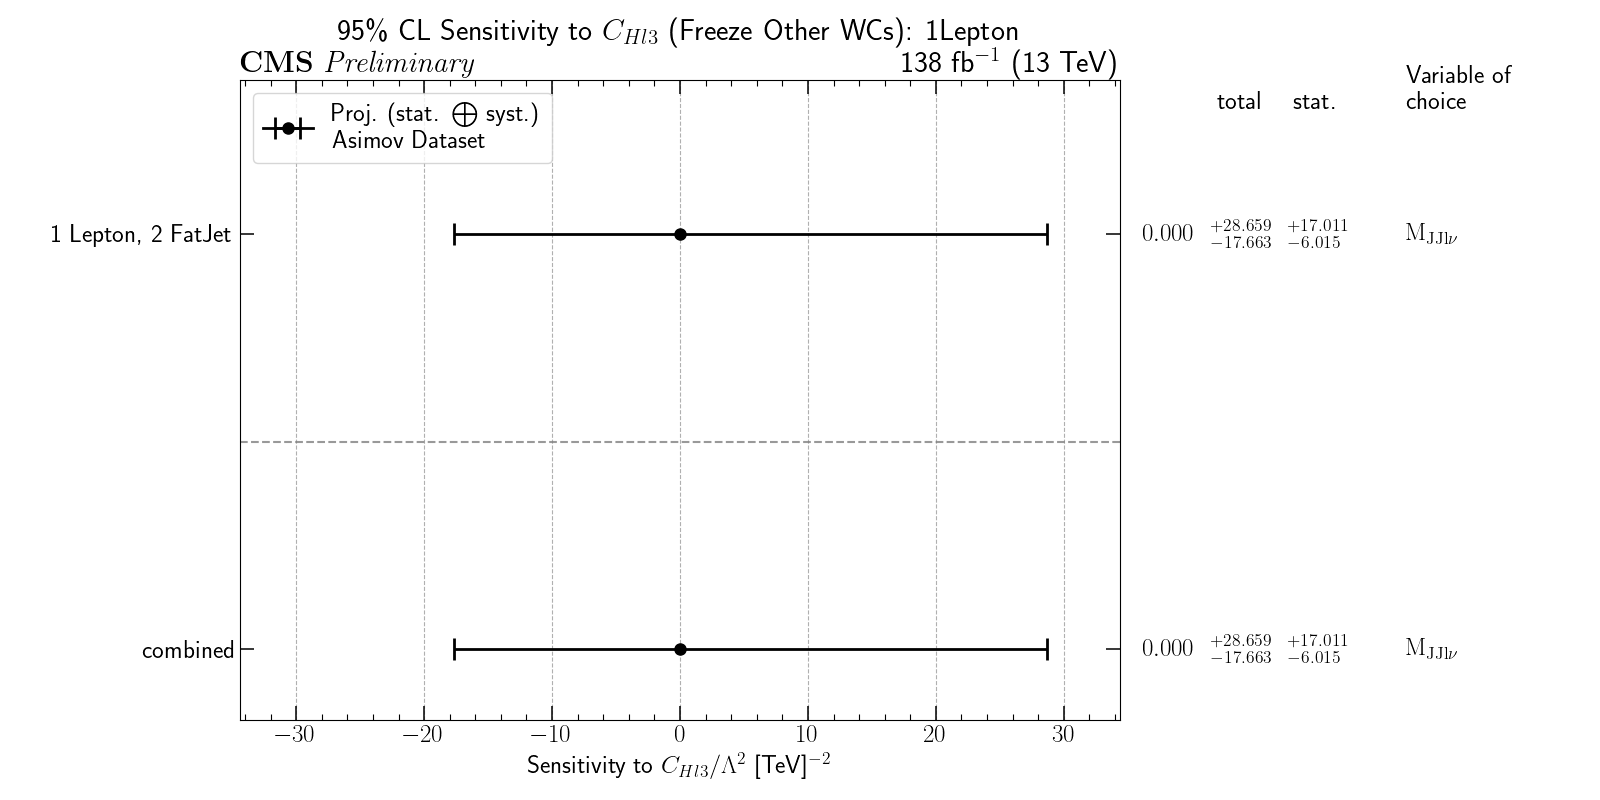 95% CL Sensitivity to C_{Hl3} (Freeze Other WCs): 1Lepton
CMS Preliminary 138 fb^{−1} (13 TeV)
Variable of
total stat. choice
Proj. (stat. ⨁ syst.)
Asimov Dataset
1 Lepton, 2 FatJet 0.000 +28.659 −17.663 +17.011 −6.015 M_{JJlν}
combined 0.000 +28.659 −17.663 +17.011 −6.015 M_{JJlν}
−30 −20 −10 0 10 20 30
Sensitivity to C_{Hl3}/Λ^{2} [TeV]^{−2}